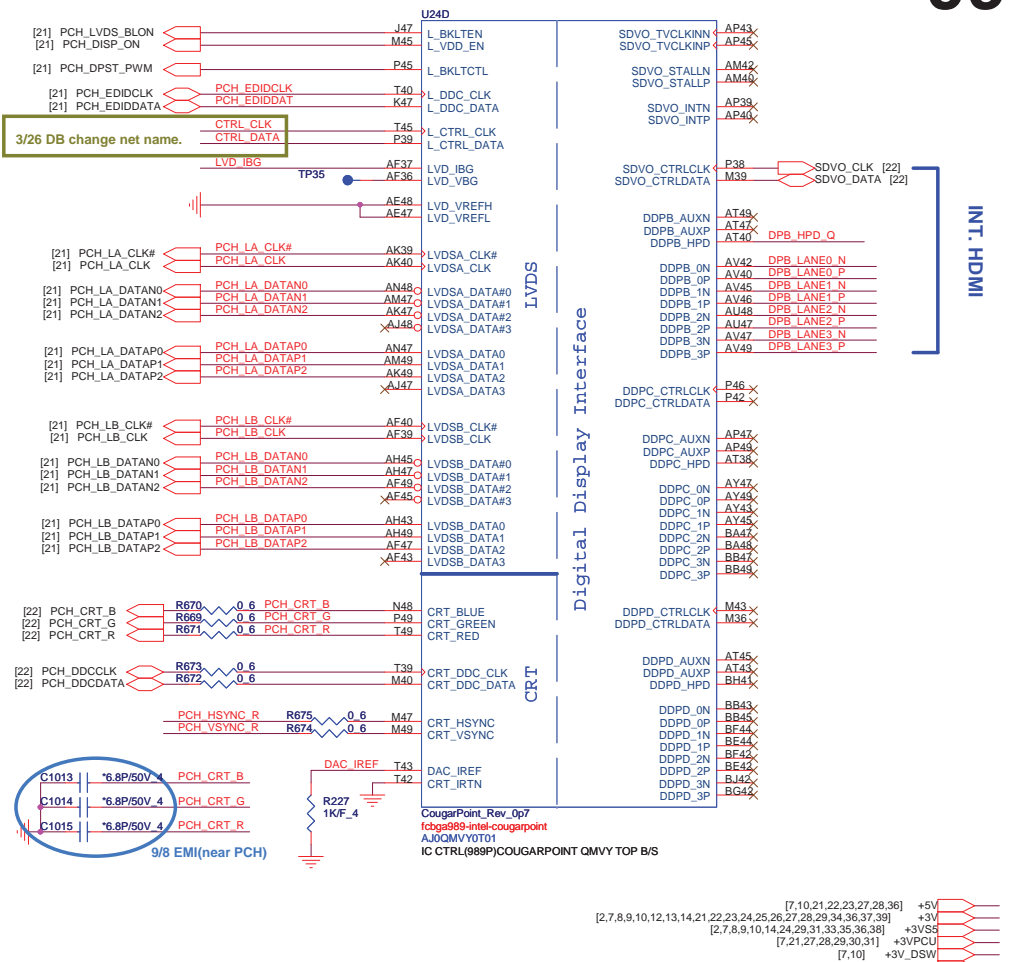 U24D
[21] PCH_LVDS_BLON J47 L_BKLTEN
[21] PCH_DISP_ON M45 L_VDD_EN
[21] PCH_DPST_PWM P45 L_BKLTCTL
[21] PCH_EDIDCLK PCH_EDIDCLK T40 L_DDC_CLK
[21] PCH_EDIDDATA PCH_EDIDDAT K47 L_DDC_DATA
3/26 DB change net name.
CTRL_CLK T45 L_CTRL_CLK
CTRL_DATA P39 L_CTRL_DATA
LVD_IBG AF37 LVD_IBG
TP35 AF36 LVD_VBG
AE48 LVD_VREFH
AE47 LVD_VREFL
[21] PCH_LA_CLK# PCH_LA_CLK# AK39 LVDSA_CLK#
[21] PCH_LA_CLK PCH_LA_CLK AK40 LVDSA_CLK
[21] PCH_LA_DATAN0 PCH_LA_DATAN0 AN48 LVDSA_DATA#0
[21] PCH_LA_DATAN1 PCH_LA_DATAN1 AM47 LVDSA_DATA#1
[21] PCH_LA_DATAN2 PCH_LA_DATAN2 AK47 LVDSA_DATA#2
AJ48 LVDSA_DATA#3
[21] PCH_LA_DATAP0 PCH_LA_DATAP0 AN47 LVDSA_DATA0
[21] PCH_LA_DATAP1 PCH_LA_DATAP1 AM49 LVDSA_DATA1
[21] PCH_LA_DATAP2 PCH_LA_DATAP2 AK49 LVDSA_DATA2
AJ47 LVDSA_DATA3
[21] PCH_LB_CLK# PCH_LB_CLK# AF40 LVDSB_CLK#
[21] PCH_LB_CLK PCH_LB_CLK AF39 LVDSB_CLK
[21] PCH_LB_DATAN0 PCH_LB_DATAN0 AH45 LVDSB_DATA#0
[21] PCH_LB_DATAN1 PCH_LB_DATAN1 AH47 LVDSB_DATA#1
[21] PCH_LB_DATAN2 PCH_LB_DATAN2 AF49 LVDSB_DATA#2
AF45 LVDSB_DATA#3
[21] PCH_LB_DATAP0 PCH_LB_DATAP0 AH43 LVDSB_DATA0
[21] PCH_LB_DATAP1 PCH_LB_DATAP1 AH49 LVDSB_DATA1
[21] PCH_LB_DATAP2 PCH_LB_DATAP2 AF47 LVDSB_DATA2
AF43 LVDSB_DATA3
[22] PCH_CRT_B R670 0_6 PCH_CRT_B N48 CRT_BLUE
[22] PCH_CRT_G R669 0_6 PCH_CRT_G P49 CRT_GREEN
[22] PCH_CRT_R R671 0_6 PCH_CRT_R T49 CRT_RED
[22] PCH_DDCCLK R673 0_6 T39 CRT_DDC_CLK
[22] PCH_DDCDATA R672 0_6 M40 CRT_DDC_DATA
PCH_HSYNC_R R675 0_6 M47 CRT_HSYNC
PCH_VSYNC_R R674 0_6 M49 CRT_VSYNC
DAC_IREF T43 DAC_IREF
T42 CRT_IRTN
R227
1K/F_4
C1013 *6.8P/50V_4 PCH_CRT_B
C1014 *6.8P/50V_4 PCH_CRT_G
C1015 *6.8P/50V_4 PCH_CRT_R
9/8 EMI(near PCH)
LVDS
CRT
Digital Display Interface
SDVO_TVCLKINN AP43
SDVO_TVCLKINP AP45
SDVO_STALLN AM42
SDVO_STALLP AM40
SDVO_INTN AP39
SDVO_INTP AP40
SDVO_CTRLCLK P38 SDVO_CLK [22]
SDVO_CTRLDATA M39 SDVO_DATA [22]
DDPB_AUXN AT49
DDPB_AUXP AT47
DDPB_HPD AT40 DPB_HPD_Q
DDPB_0N AV42 DPB_LANE0_N
DDPB_0P AV40 DPB_LANE0_P
DDPB_1N AV45 DPB_LANE1_N
DDPB_1P AV46 DPB_LANE1_P
DDPB_2N AU48 DPB_LANE2_N
DDPB_2P AU47 DPB_LANE2_P
DDPB_3N AV47 DPB_LANE3_N
DDPB_3P AV49 DPB_LANE3_P
INT. HDMI
DDPC_CTRLCLK P46
DDPC_CTRLDATA P42
DDPC_AUXN AP47
DDPC_AUXP AP49
DDPC_HPD AT38
DDPC_0N AY47
DDPC_0P AY49
DDPC_1N AY43
DDPC_1P AY45
DDPC_2N BA47
DDPC_2P BA48
DDPC_3N BB47
DDPC_3P BB49
DDPD_CTRLCLK M43
DDPD_CTRLDATA M36
DDPD_AUXN AT45
DDPD_AUXP AT43
DDPD_HPD BH41
DDPD_0N BB43
DDPD_0P BB45
DDPD_1N BF44
DDPD_1P BE44
DDPD_2N BF42
DDPD_2P BE42
DDPD_3N BJ42
DDPD_3P BG42
CougarPoint_Rev_0p7
fcbga989-intel-cougarpoint
AJ0QMVY0T01
IC CTRL(989P)COUGARPOINT QMVY TOP B/S
[7,10,21,22,23,27,28,36] +5V
[2,7,8,9,10,12,13,14,21,22,23,24,25,26,27,28,29,34,36,37,39] +3V
[2,7,8,9,10,14,24,29,31,33,35,36,38] +3VS5
[7,21,27,28,29,30,31] +3VPCU
[7,10] +3V_DSW